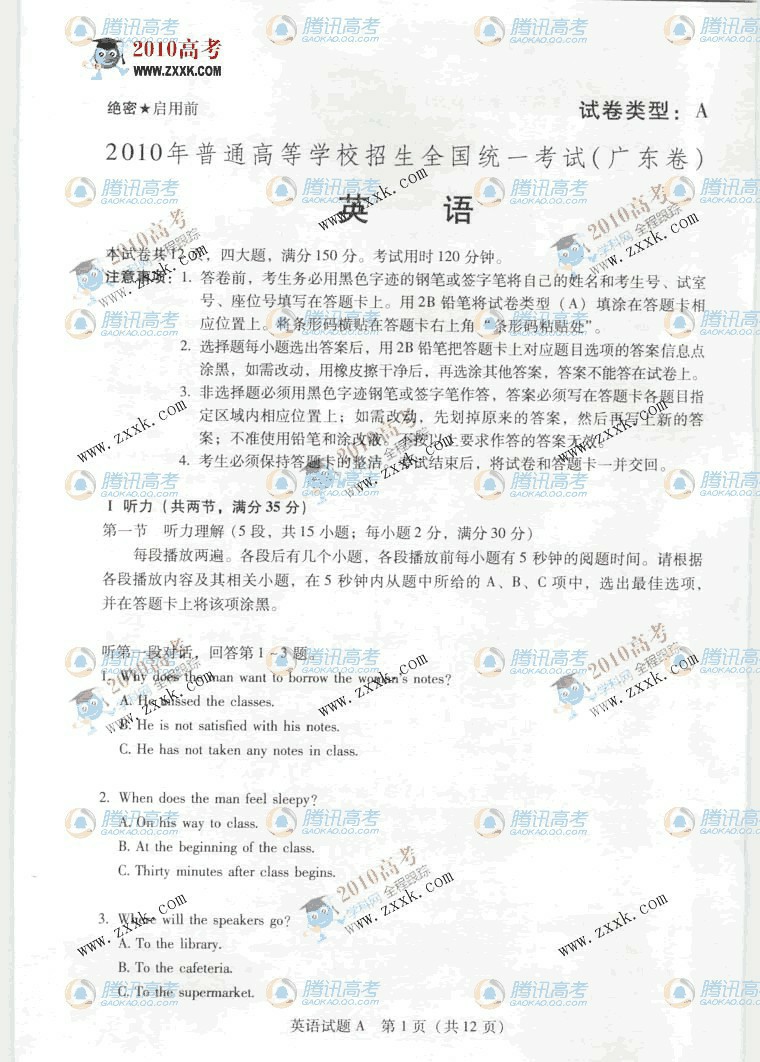 2010高考
WWW.ZXXK.COM
绝密★启用前
试卷类型：A
2010年普通高等学校招生全国统一考试(广东卷)
英 语
本试卷共12页，四大题，满分150分。考试用时120分钟。
注意事项：1. 答卷前，考生务必用黑色字迹的钢笔或签字笔将自己的姓名和考生号、试室
号、座位号填写在答题卡上。用2B铅笔将试卷类型（A）填涂在答题卡相
应位置上。将条形码横贴在答题卡右上角“条形码粘贴处”。
2. 选择题每小题选出答案后，用2B铅笔把答题卡上对应题目选项的答案信息点
涂黑，如需改动，用橡皮擦干净后，再选涂其他答案，答案不能答在试卷上。
3. 非选择题必须用黑色字迹钢笔或签字笔作答，答案必须写在答题卡各题目指
定区域内相应位置上；如需改动，先划掉原来的答案，然后再写上新的答
案；不准使用铅笔和涂改液。不按以上要求作答的答案无效。
4. 考生必须保持答题卡的整洁。考试结束后，将试卷和答题卡一并交回。
I 听力（共两节，满分35分）
第一节 听力理解（5段，共15小题；每小题2分，满分30分）
每段播放两遍。各段后有几个小题，各段播放前每小题有5秒钟的阅题时间。请根据
各段播放内容及其相关小题，在5秒钟内从题中所给的A、B、C项中，选出最佳选项，
并在答题卡上将该项涂黑。
听第一段对话，回答第1~3题。
1. Why does the man want to borrow the woman's notes?
A. He missed the classes.
B. He is not satisfied with his notes.
C. He has not taken any notes in class.
2. When does the man feel sleepy?
A. On his way to class.
B. At the beginning of the class.
C. Thirty minutes after class begins.
3. Where will the speakers go?
A. To the library.
B. To the cafeteria.
C. To the supermarket.
英语试题A 第1页（共12页）